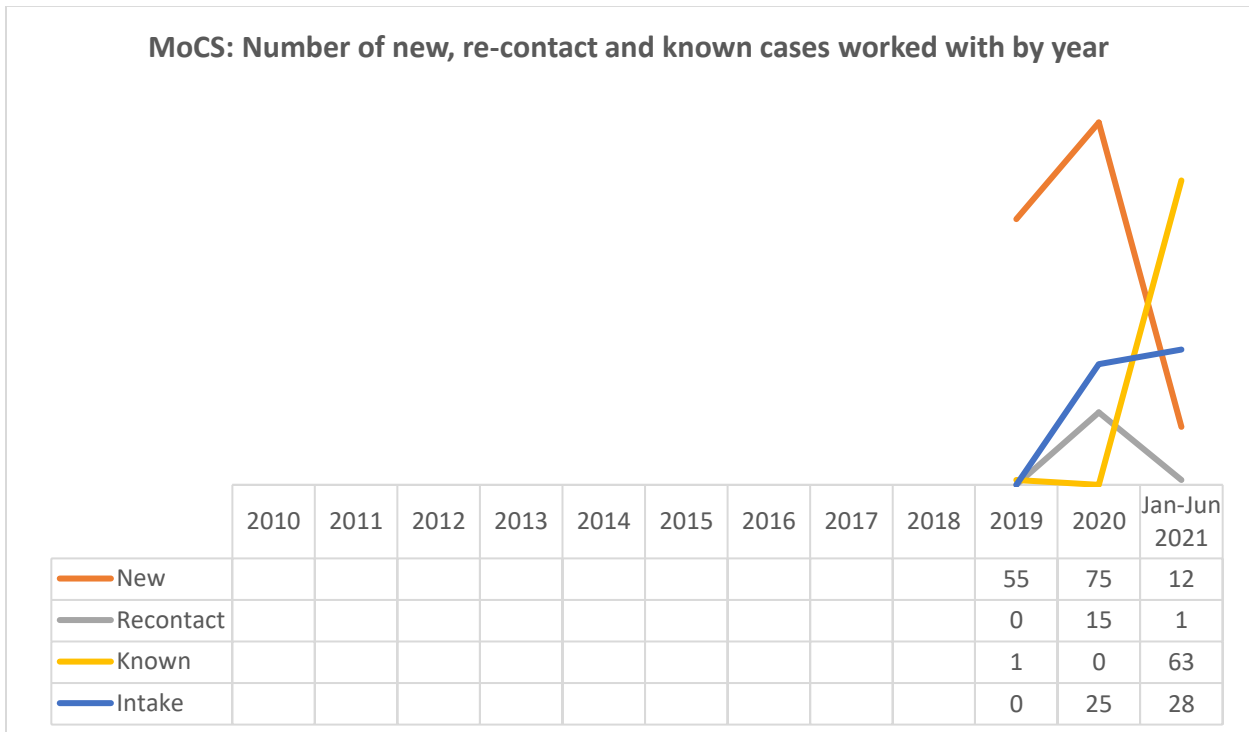 MoCS: Number of new, re-contact and known cases worked with by year
2010 2011 2012 2013 2014 2015 2016 2017 2018 2019 2020 Jan-Jun 2021
New 55 75 12
Recontact 0 15 1
Known 1 0 63
Intake 0 25 28